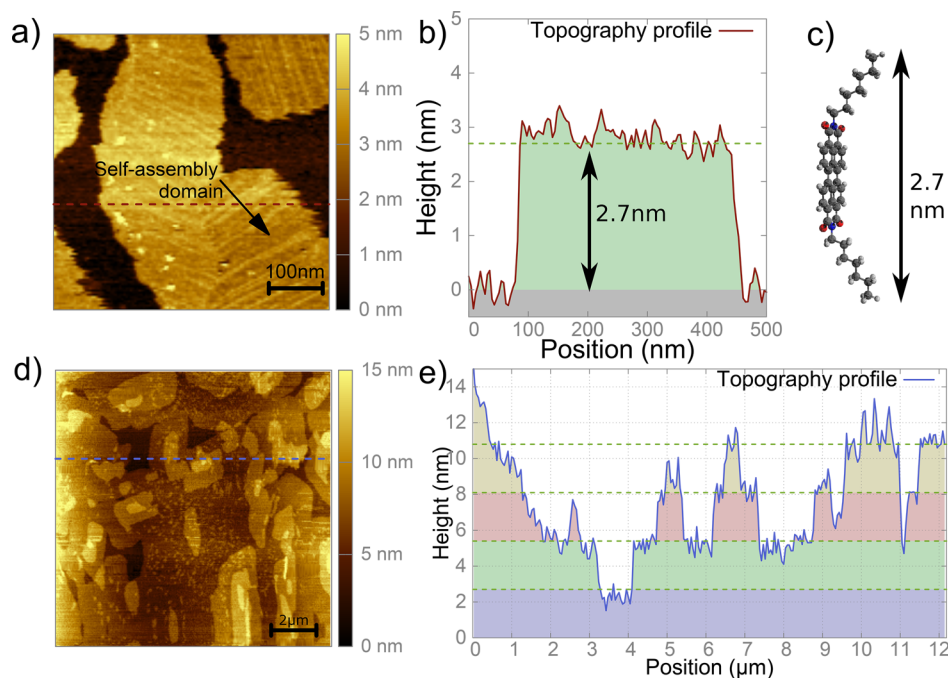 a)
5 nm
4 nm
3 nm
2 nm
1 nm
0 nm
Self-assembly
domain
100nm
b)
Topography profile
Height (nm)
5
4
3
2
1
0
2.7nm
0 100 200 300 400 500
Position (nm)
c)
2.7
nm
d)
15 nm
10 nm
5 nm
0 nm
2µm
e)
Topography profile
Height (nm)
14
12
10
8
6
4
2
0
0 1 2 3 4 5 6 7 8 9 10 11 12
Position (µm)